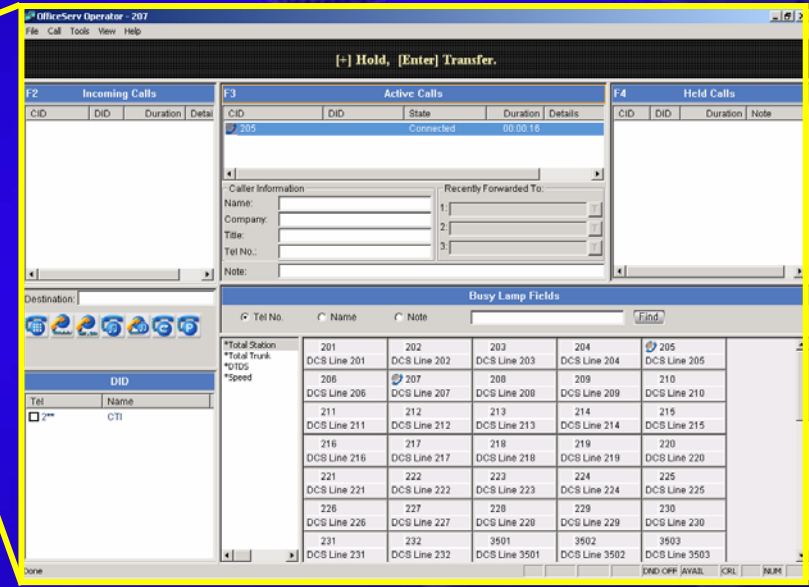 OfficeServ Operator - 207
File Call Tools View Help
[+] Hold, [Enter] Transfer.
F2 Incoming Calls
CID DID Duration Detai
F3 Active Calls
CID DID State Duration Details
205 Connected 00:00:16
Caller Information
Name:
Company:
Title:
Tel No.:
Recently Forwarded To:
1: T
2: T
3: T
Note:
F4 Held Calls
CID DID Duration Note
Destination:
DID
Tel Name
2** CTI
Busy Lamp Fields
Tel No. Name Note Find
*Total Station
*Total Trunk
*DTDS
*Speed
201 202 203 204 205
DCS Line 201 DCS Line 202 DCS Line 203 DCS Line 204 DCS Line 205
206 207 208 209 210
DCS Line 206 DCS Line 207 DCS Line 208 DCS Line 209 DCS Line 210
211 212 213 214 215
DCS Line 211 DCS Line 212 DCS Line 213 DCS Line 214 DCS Line 215
216 217 218 219 220
DCS Line 216 DCS Line 217 DCS Line 218 DCS Line 219 DCS Line 220
221 222 223 224 225
DCS Line 221 DCS Line 222 DCS Line 223 DCS Line 224 DCS Line 225
226 227 228 229 230
DCS Line 226 DCS Line 227 DCS Line 228 DCS Line 229 DCS Line 230
231 232 3501 3502 3503
DCS Line 231 DCS Line 232 DCS Line 3501 DCS Line 3502 DCS Line 3503
Done DND OFF AVAIL CRL NUM